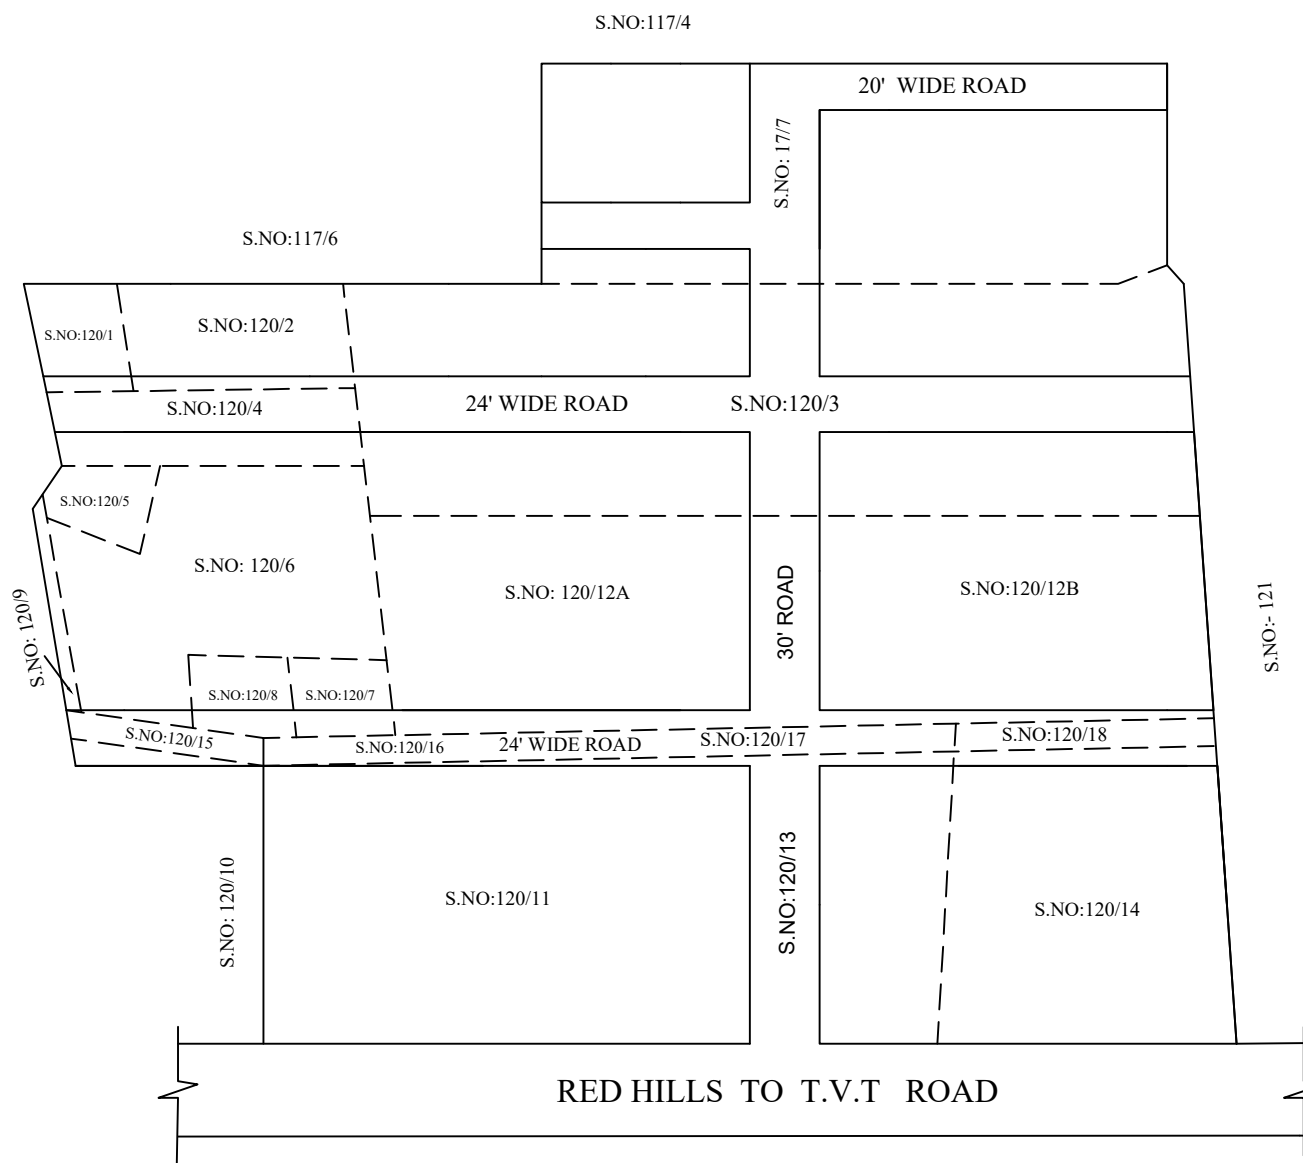 S.NO:117/4
20' WIDE ROAD
S.NO: 17/7
S.NO:117/6
S.NO:120/1
S.NO:120/2
S.NO:120/4
24' WIDE ROAD
S.NO:120/3
S.NO:120/5
S.NO: 120/6
S.NO: 120/12A
30' ROAD
S.NO:120/12B
S.NO:- 121
S.NO: 120/9
S.NO:120/8
S.NO:120/7
S.NO:120/15
S.NO:120/16
24' WIDE ROAD
S.NO:120/17
S.NO:120/18
S.NO: 120/10
S.NO:120/11
S.NO:120/13
S.NO:120/14
RED HILLS TO T.V.T ROAD